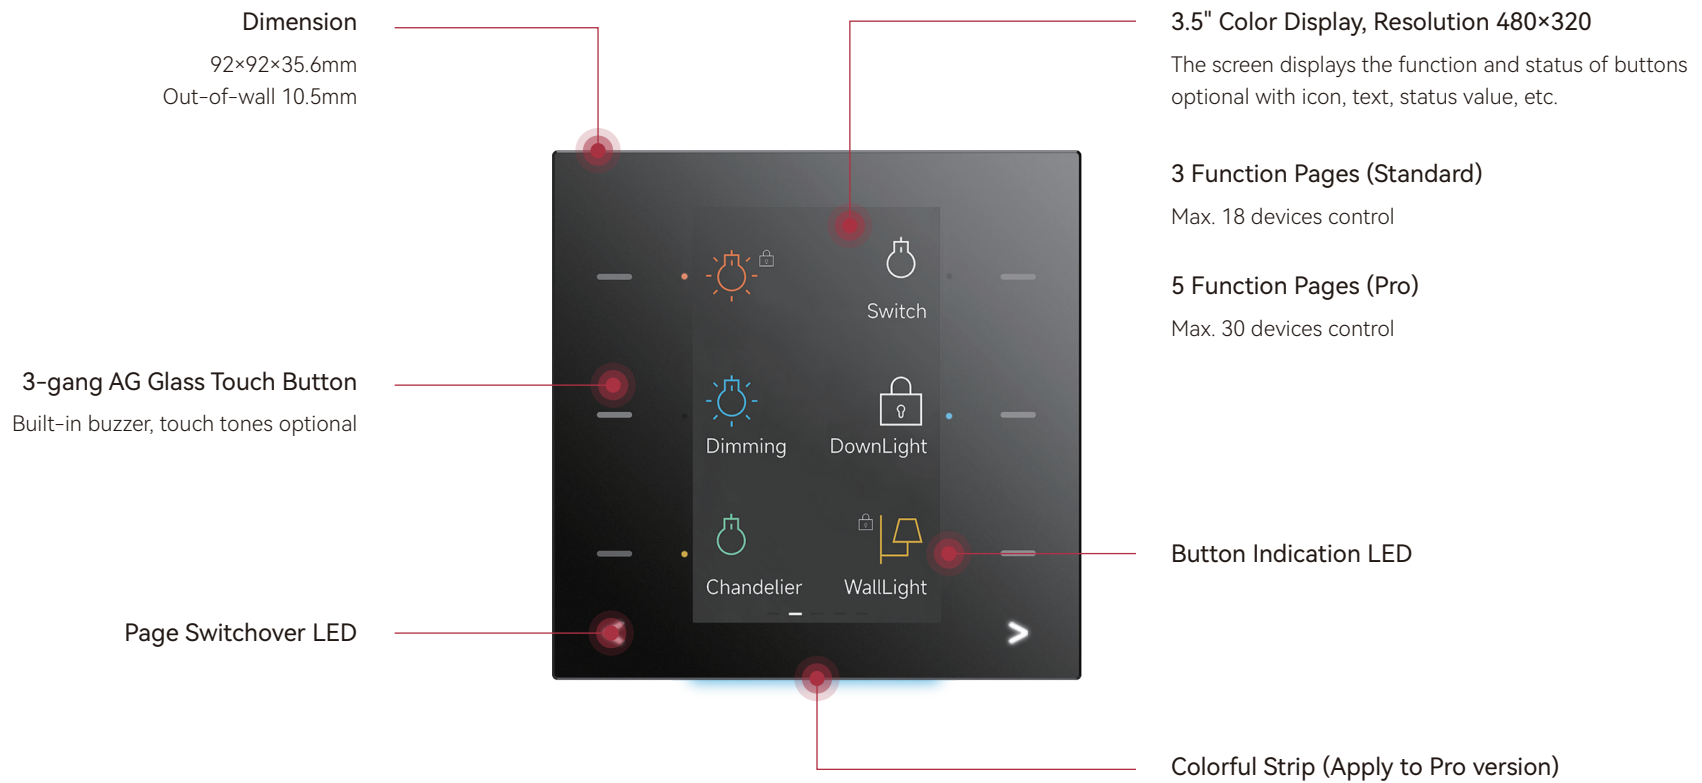 Dimension
92×92×35.6mm
Out-of-wall 10.5mm
3-gang AG Glass Touch Button
Built-in buzzer, touch tones optional
Page Switchover LED
Switch
Dimming
DownLight
Chandelier
WallLight
>
3.5" Color Display, Resolution 480×320
The screen displays the function and status of buttons
optional with icon, text, status value, etc.
3 Function Pages (Standard)
Max. 18 devices control
5 Function Pages (Pro)
Max. 30 devices control
Button Indication LED
Colorful Strip (Apply to Pro version)